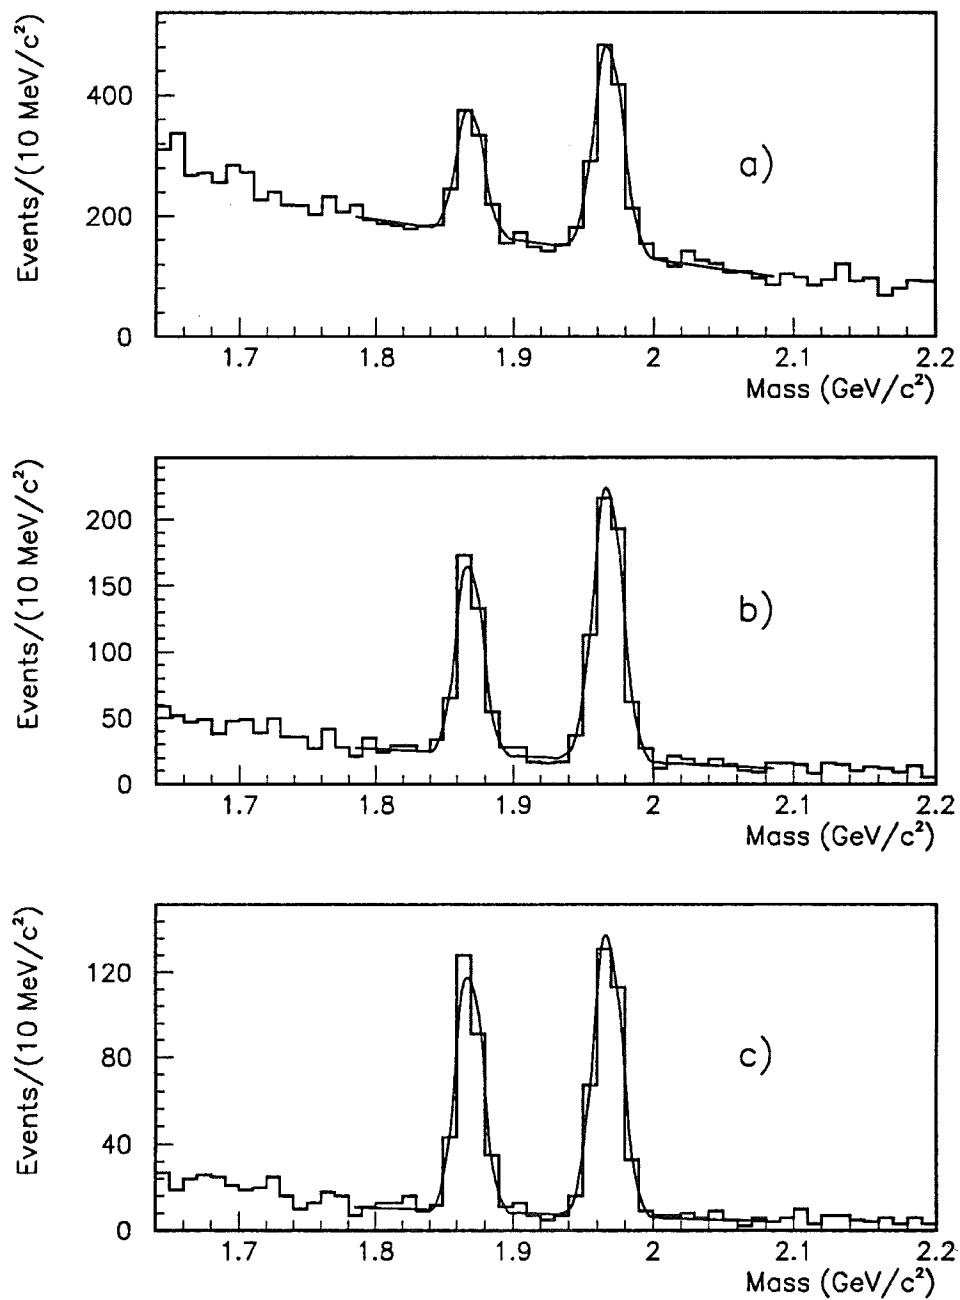 Events/(10 MeV/c²)
400
200
0
a)
1.7 1.8 1.9 2 2.1 2.2
Mass (GeV/c²)
Events/(10 MeV/c²)
200
150
100
50
0
b)
1.7 1.8 1.9 2 2.1 2.2
Mass (GeV/c²)
Events/(10 MeV/c²)
120
80
40
0
c)
1.7 1.8 1.9 2 2.1 2.2
Mass (GeV/c²)